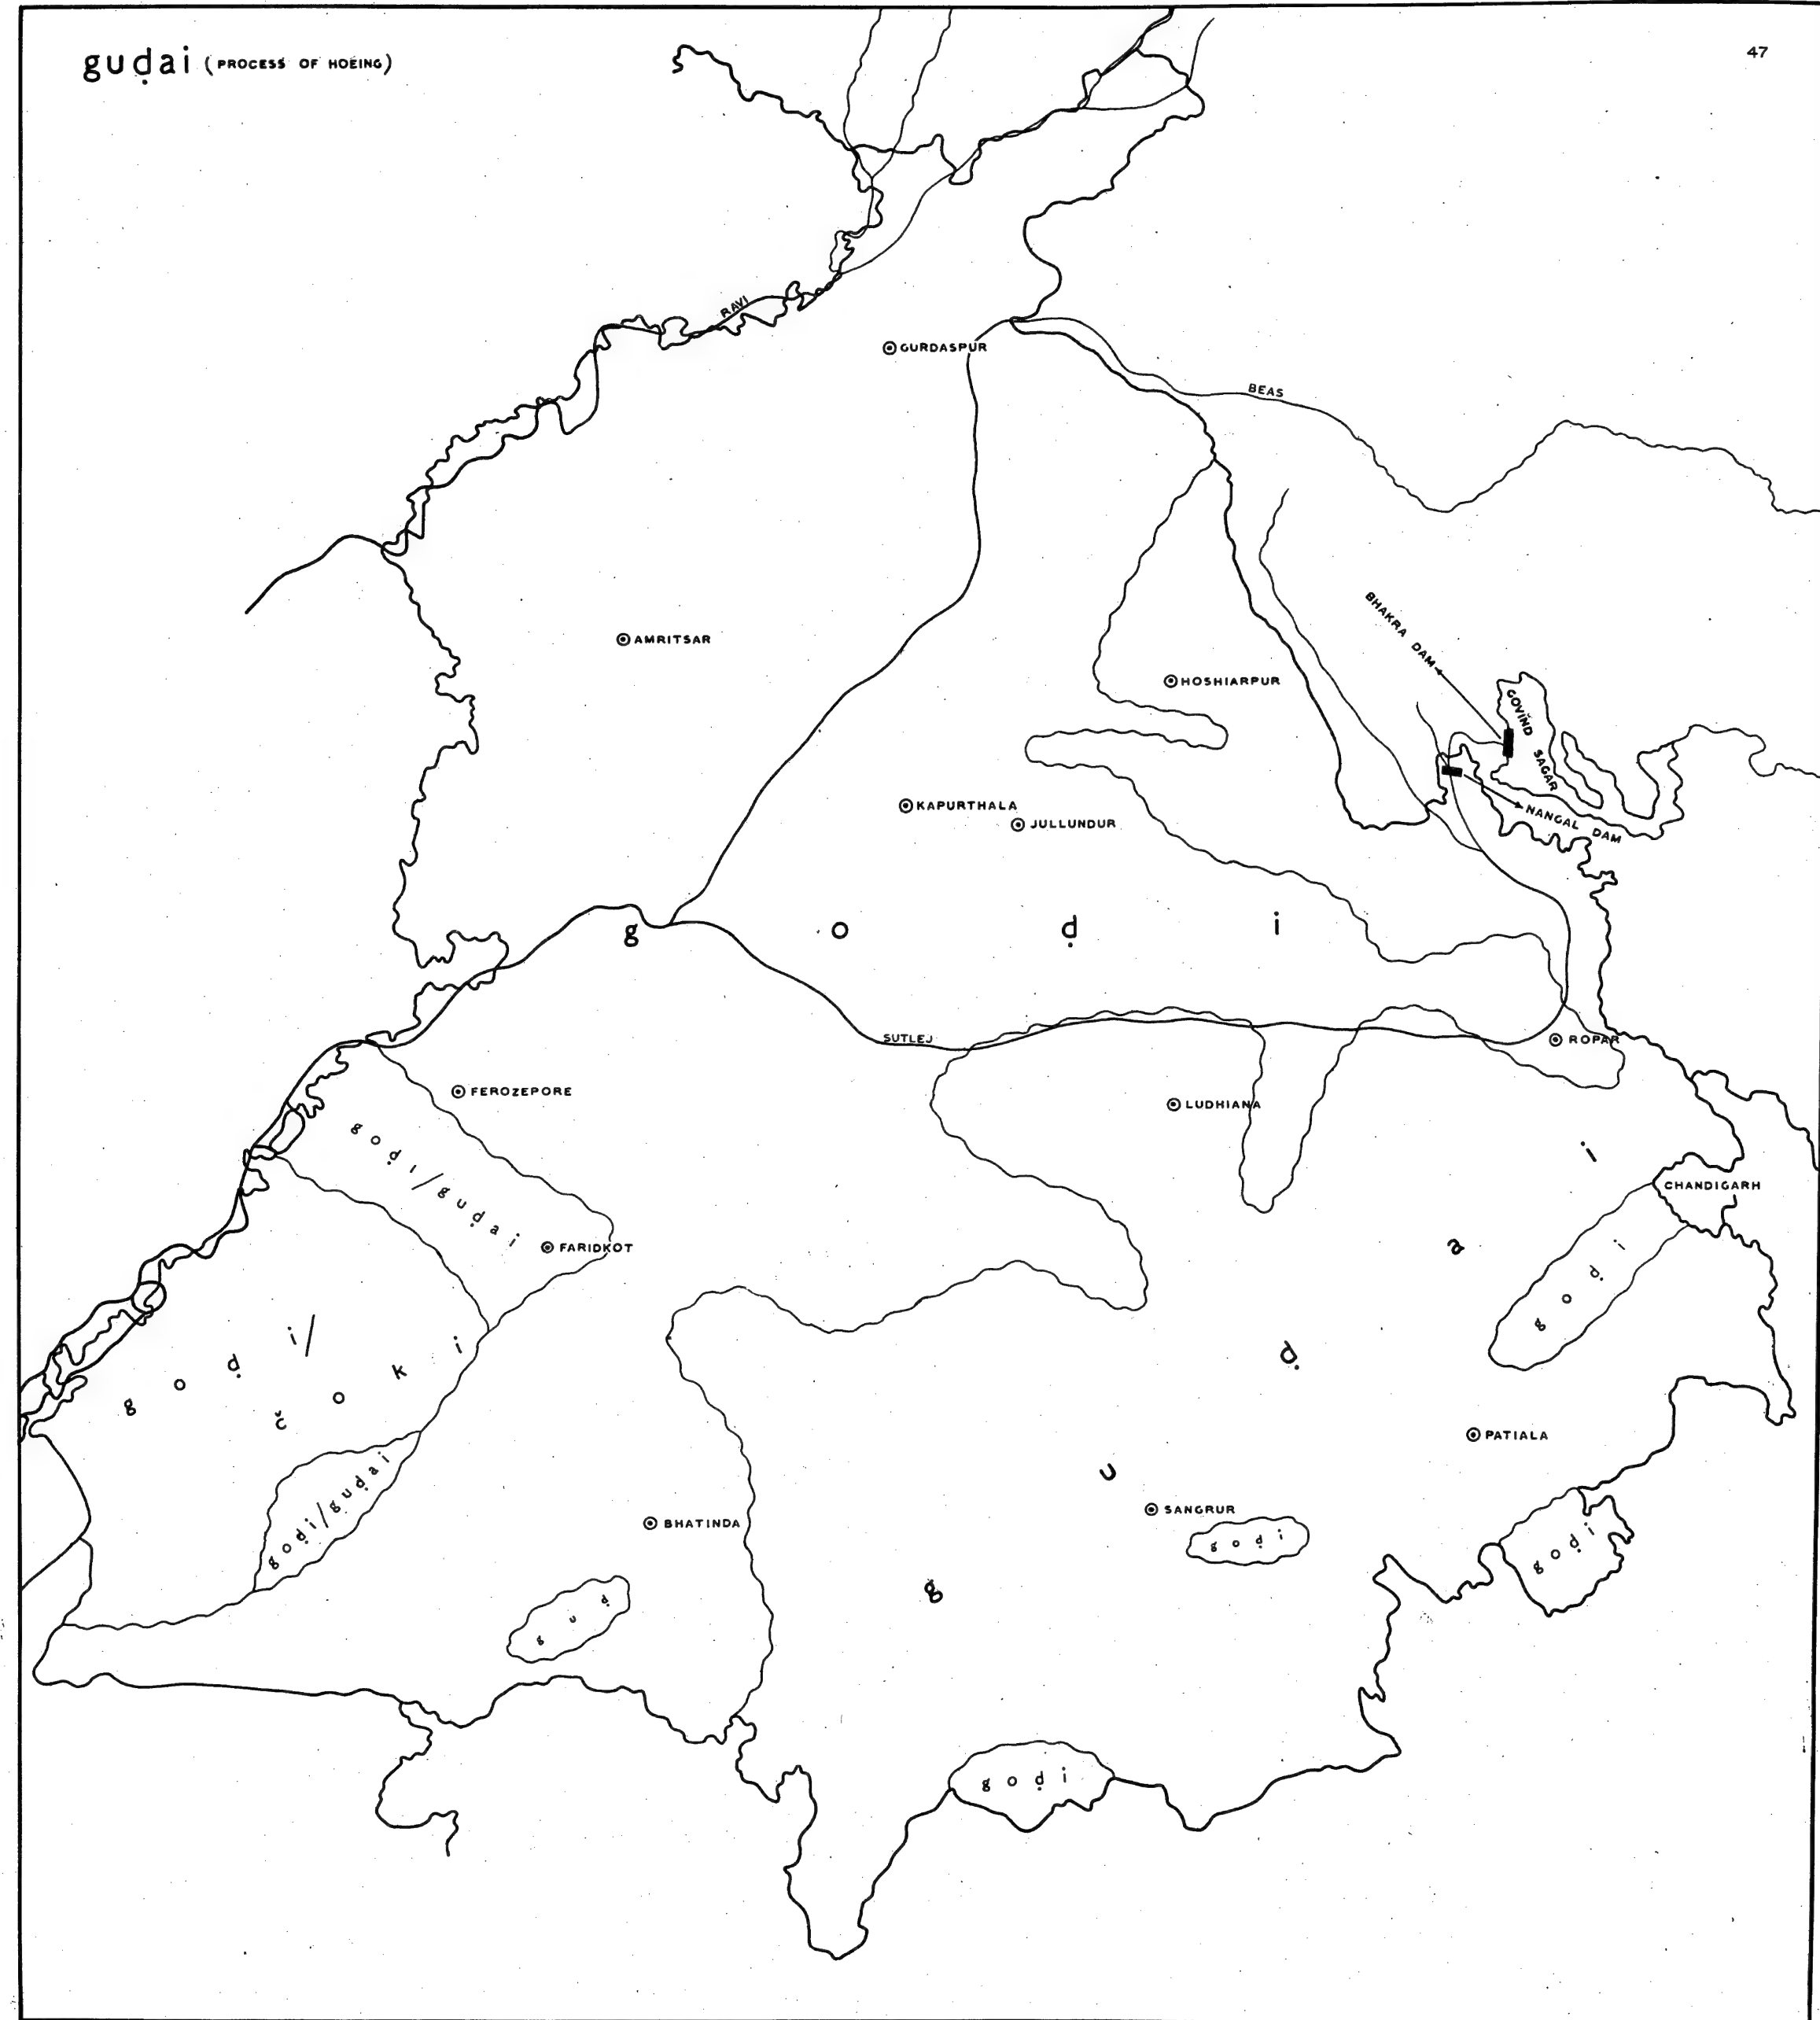 guḍai (PROCESS OF HOEING)
47
RAVI
GURDASPUR
BEAS
AMRITSAR
BHAKRA DAM
HOSHIARPUR
GOVIND SAGAR
KAPURTHALA
JULLUNDUR
NANGAL DAM
goḍi
SUTLEJ
ROPAR
FEROZEPORE
LUDHIANA
goḍi/guḍai
CHANDIGARH
FARIDKOT
goḍi
goḍi/
čoki
guḍai
PATIALA
goḍi/guḍai
BHATINDA
SANGRUR
goḍi
goḍi
guḍ
goḍi